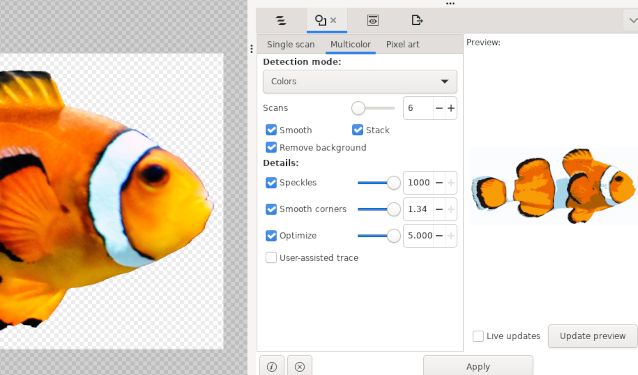 Single scan Multicolor Pixel art Preview:
Detection mode:
Colors
Scans 6
Smooth Stack
Remove background
Details:
Speckles 1000
Smooth corners 1.34
Optimize 5.000
User-assisted trace
Live updates Update preview
Apply